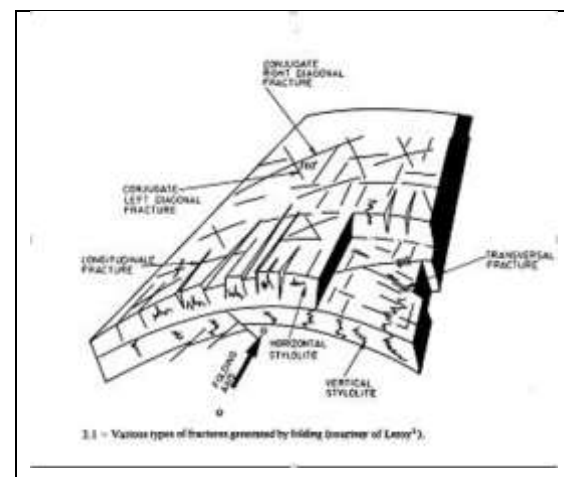 CONJUGATE
RIGHT DIAGONAL
FRACTURE
CONJUGATE
LEFT DIAGONAL
FRACTURE
LONGITUDINALE
FRACTURE
TRANSVERSAL
FRACTURE
HORIZONTAL
STYLOLITE
VERTICAL
STYLOLITE
FOLDING
AXIS
2.1 – Various types of fractures generated by folding (courtesy of Leroy¹).